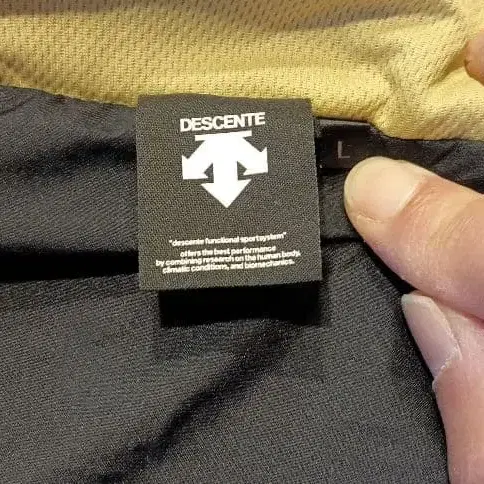 DESCENTE
L
"descente functional sportsystem"
offers the best performance
by combining research on the human body,
climatic conditions, and biomechanics.